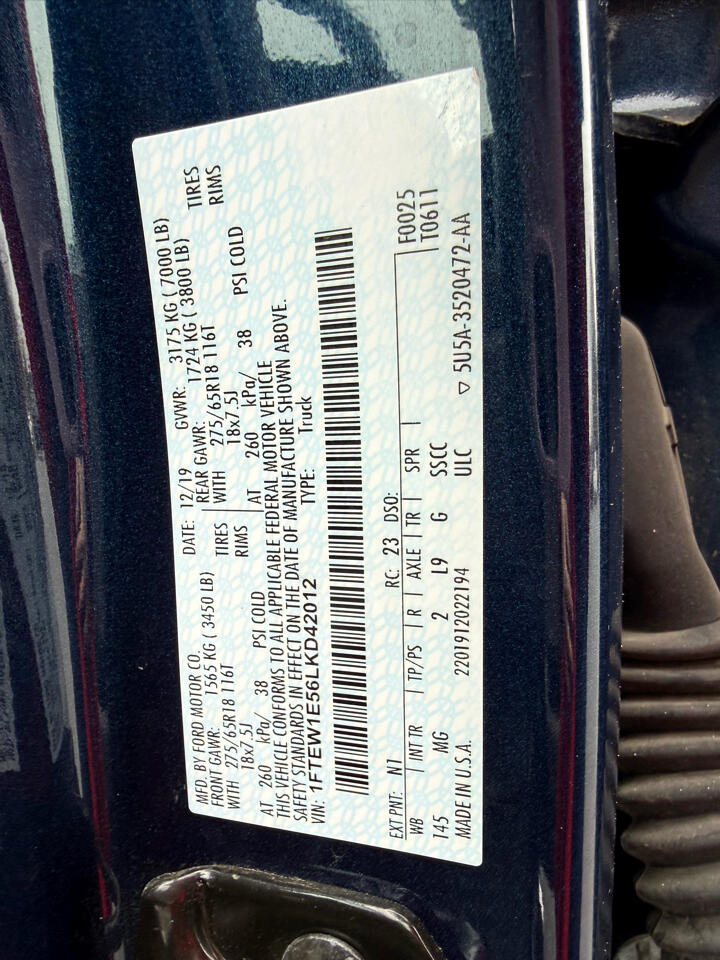 MFD. BY FORD MOTOR CO.
DATE: 12/19 GVWR: 3175 KG ( 7000 LB)
FRONT GAWR: 1565 KG ( 3450 LB) REAR GAWR: 1724 KG ( 3800 LB)
WITH 275/65R18 116T TIRES WITH 275/65R18 116T TIRES
18x7.5J RIMS 18x7.5J RIMS
AT 260 kPa/ 38 PSI COLD AT 260 kPa/ 38 PSI COLD
THIS VEHICLE CONFORMS TO ALL APPLICABLE FEDERAL MOTOR VEHICLE
SAFETY STANDARDS IN EFFECT ON THE DATE OF MANUFACTURE SHOWN ABOVE.
VIN: 1FTEW1E56LKD42012 TYPE: Truck
F0025
EXT PNT: N1 RC: 23 DSO: T0611
WB INT TR TP/PS R AXLE TR SPR
145 MG 2 L9 G SSCC
MADE IN U.S.A. 2201912022194 ULC ▽ 5U5A-3520472-AA